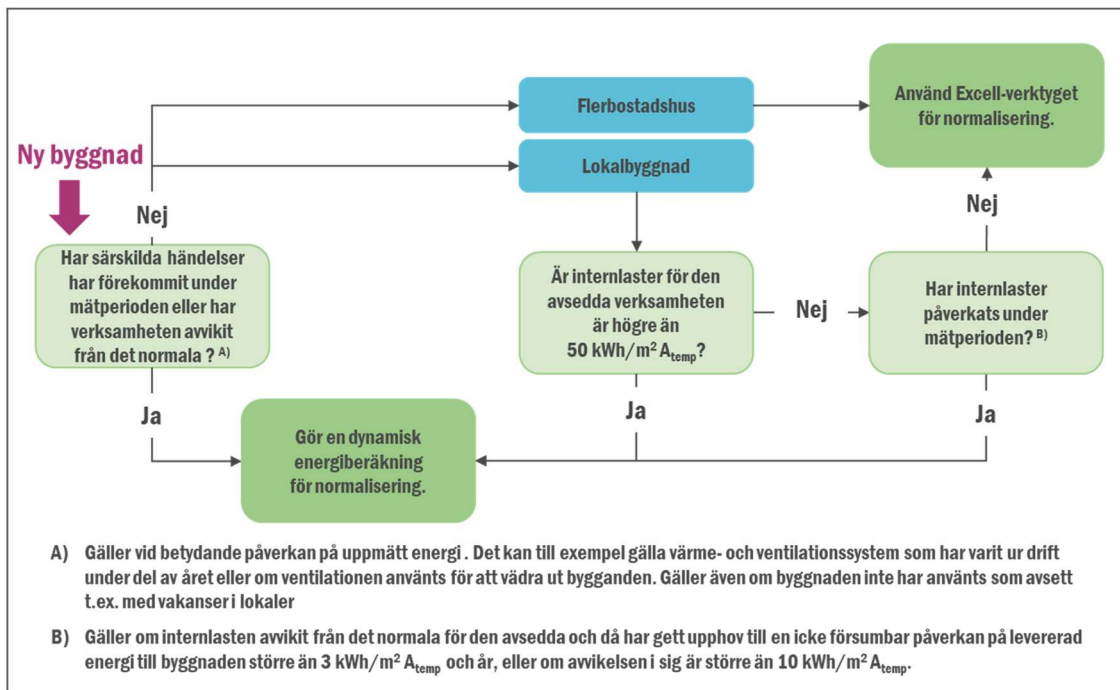 Flerbostadshus
Använd Excell-verktyget
för normalisering.
Ny byggnad
Lokalbyggnad
Nej
Nej
Har särskilda händelser
har förekommit under
mätperioden eller har
verksamheten avvikit
från det normala ? A)
Är internlaster för den
avsedda verksamheten
är högre än
50 kWh/m² Atemp?
Nej
Har internlaster
påverkats under
mätperioden? B)
Ja
Ja
Ja
Gör en dynamisk
energiberäkning
för normalisering.
A) Gäller vid betydande påverkan på uppmätt energi . Det kan till exempel gälla värme- och ventilationssystem som har varit ur drift
under del av året eller om ventilationen använts för att vädra ut bygganden. Gäller även om byggnaden inte har använts som avsett
t.ex. med vakanser i lokaler
B) Gäller om internlasten avvikit från det normala för den avsedda och då har gett upphov till en icke försumbar påverkan på levererad
energi till byggnaden större än 3 kWh/m² Atemp och år, eller om avvikelsen i sig är större än 10 kWh/m² Atemp.